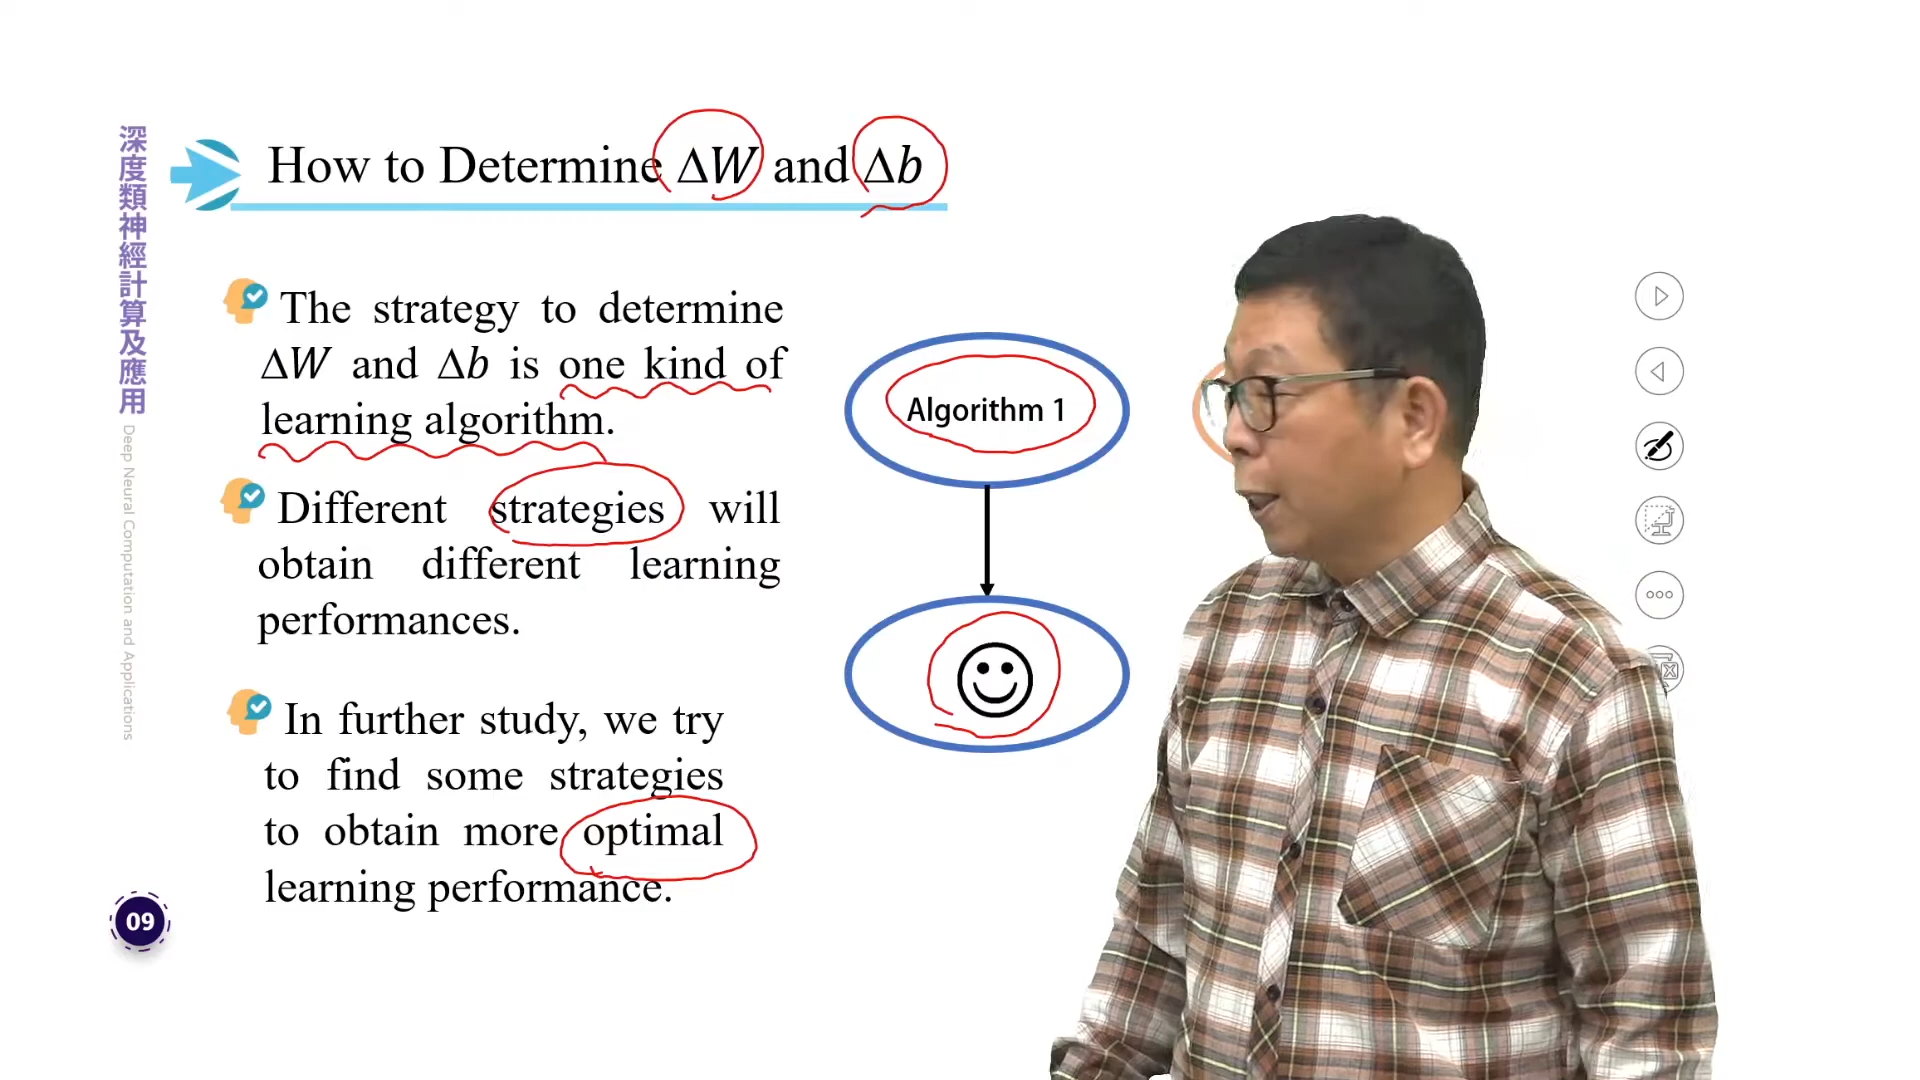 深度類神經計算及應用
Deep Neural Computation and Applications
How to Determine ΔW and Δb
The strategy to determine
ΔW and Δb is one kind of
learning algorithm.
Different strategies will
obtain different learning
performances.
In further study, we try
to find some strategies
to obtain more optimal
learning performance.
Algorithm 1
09